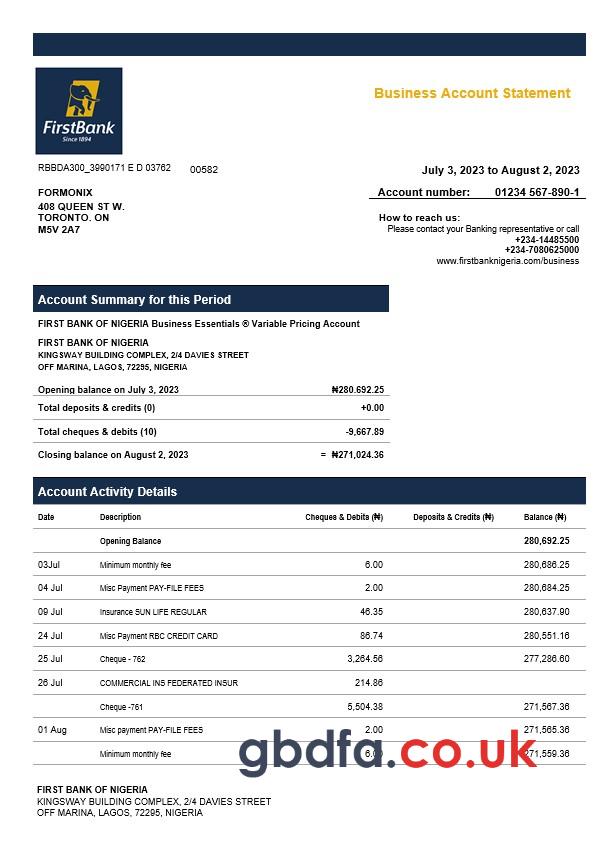 FirstBank
Since 1894
Business Account Statement
RBBDA300_3990171 E D 03762 00582
July 3, 2023 to August 2, 2023
Account number: 01234 567-890-1
FORMONIX
408 QUEEN ST W.
TORONTO. ON
M5V 2A7
How to reach us:
Please contact your Banking representative or call
+234-14485500
+234-7080625000
www.firstbanknigeria.com/business
Account Summary for this Period
FIRST BANK OF NIGERIA Business Essentials ® Variable Pricing Account
FIRST BANK OF NIGERIA
KINGSWAY BUILDING COMPLEX, 2/4 DAVIES STREET
OFF MARINA, LAGOS, 72295, NIGERIA
Opening balance on July 3, 2023 ₦280.692.25
Total deposits & credits (0) +0.00
Total cheques & debits (10) -9,667.89
Closing balance on August 2, 2023 = ₦271,024.36
Account Activity Details
Date Description Cheques & Debits (₦) Deposits & Credits (₦) Balance (₦)
Opening Balance 280,692.25
03Jul Minimum monthly fee 6.00 280,686.25
04 Jul Misc Payment PAY-FILE FEES 2.00 280,684.25
09 Jul Insurance SUN LIFE REGULAR 46.35 280,637.90
24 Jul Misc Payment RBC CREDIT CARD 86.74 280,551.16
25 Jul Cheque - 762 3,264.56 277,286.60
26 Jul COMMERCIAL INS FEDERATED INSUR 214.86
Cheque -761 5,504.38 271,567.36
01 Aug Misc payment PAY-FILE FEES 2.00 271,565.36
Minimum monthly fee 6.00 271,559.36
gbdfa.co.uk
FIRST BANK OF NIGERIA
KINGSWAY BUILDING COMPLEX, 2/4 DAVIES STREET
OFF MARINA, LAGOS, 72295, NIGERIA